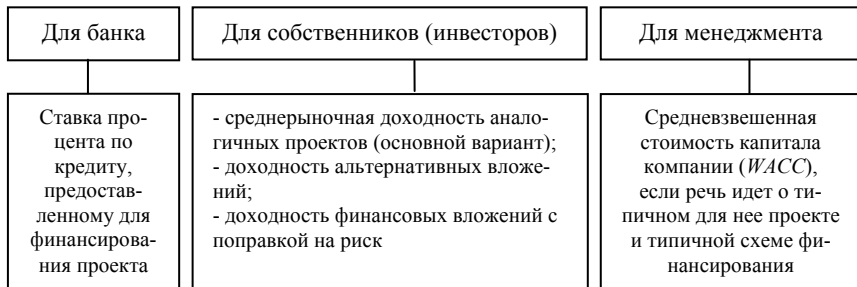 Для банка
Для собственников (инвесторов)
Для менеджмента
Ставка про-
цента по
кредиту,
предостав-
ленному для
финансирова-
ния проекта
- среднерыночная доходность анало-
гичных проектов (основной вариант);
- доходность альтернативных вложе-
ний;
- доходность финансовых вложений с
поправкой на риск
Средневзвешенная
стоимость капитала
компании (WACC),
если речь идет о ти-
пичном для нее проекте
и типичной схеме фи-
нансирования